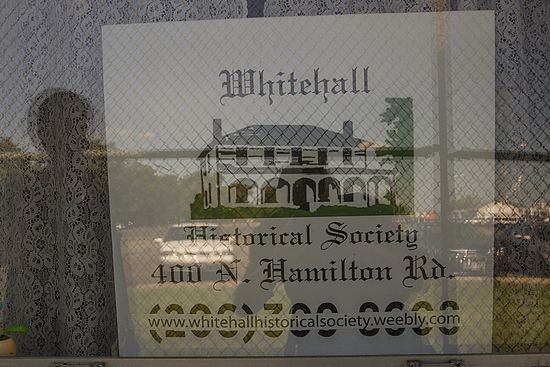 Whitehall
Historical Society
400 N. Hamilton Rd.
www.whitehallhistoricalsociety.weebly.com